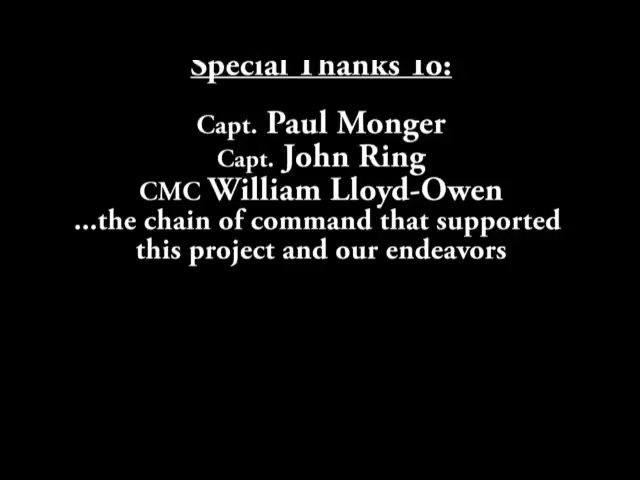 Special Thanks To:
Capt. Paul Monger
Capt. John Ring
CMC William Lloyd-Owen
...the chain of command that supported
this project and our endeavors